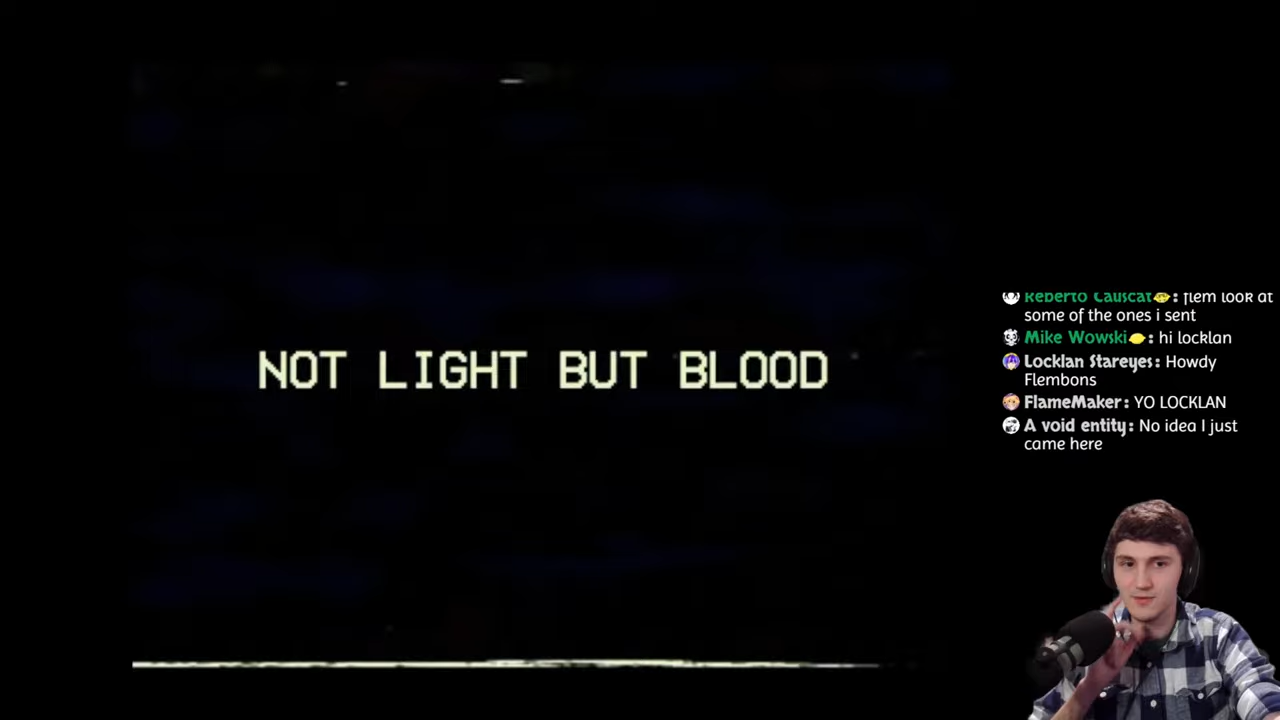 NOT LIGHT BUT BLOOD
Reberto Causcat: flem look at
some of the ones i sent
Mike Wowski: hi locklan
Locklan Stareyes: Howdy
Flembons
FlameMaker: YO LOCKLAN
A void entity: No idea I just
came here